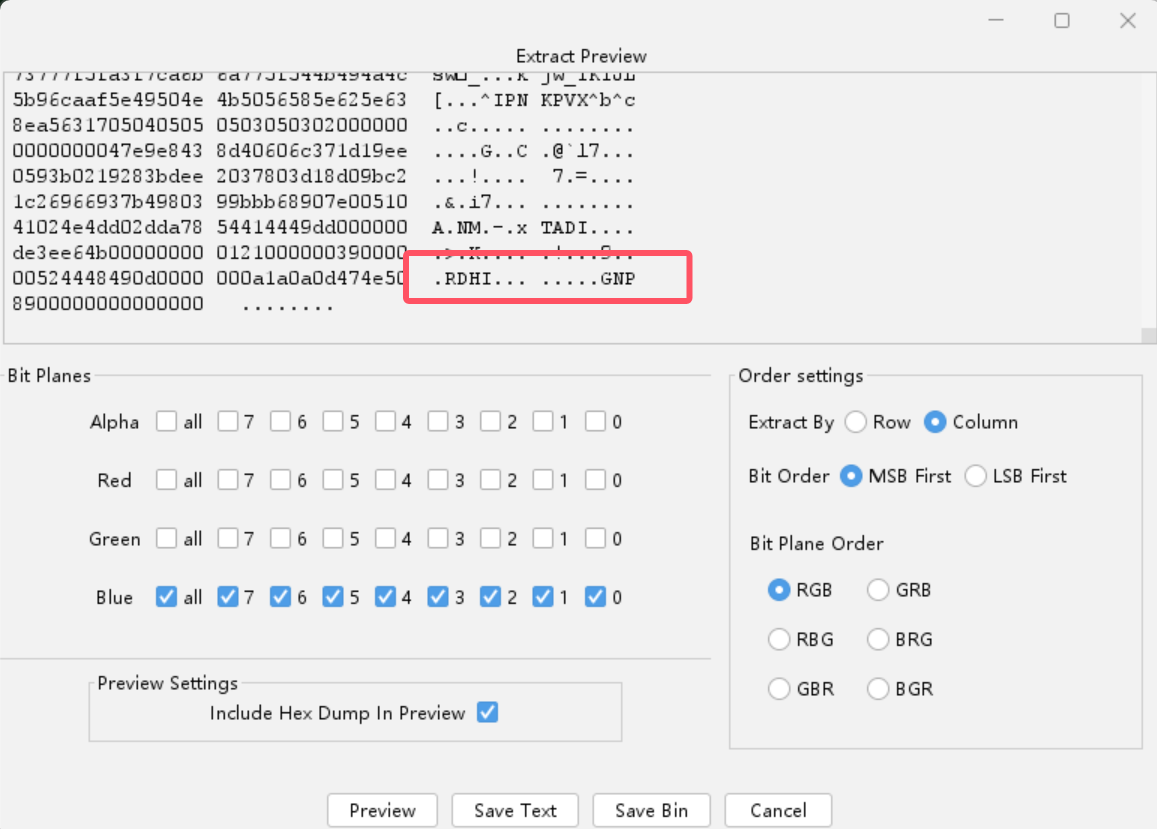 Extract Preview
5b96caaf5e49504e 4b5056585e625e63 [...^IPN KPVX^b^c
8ea5631705040505 0503050302000000 ..c..... ........
0000000047e9e843 8d40606c371d19ee ....G..C .@`l7...
0593b0219283bdee 2037803d18d09bc2 ...!.... 7.=....
1c26966937b49803 99bbb68907e00510 .&.i7... ........
41024e4dd02dda78 54414449dd000000 A.NM.-.x TADI....
de3ee64b00000000 0121000000390000 .>.K.... .!...9..
00524448490d0000 000a1a0a0d474e50 .RDHI... .....GNP
8900000000000000 ........
Bit Planes
Alpha all 7 6 5 4 3 2 1 0
Red all 7 6 5 4 3 2 1 0
Green all 7 6 5 4 3 2 1 0
Blue all 7 6 5 4 3 2 1 0
Preview Settings
Include Hex Dump In Preview
Order settings
Extract By Row Column
Bit Order MSB First LSB First
Bit Plane Order
RGB GRB
RBG BRG
GBR BGR
Preview Save Text Save Bin Cancel